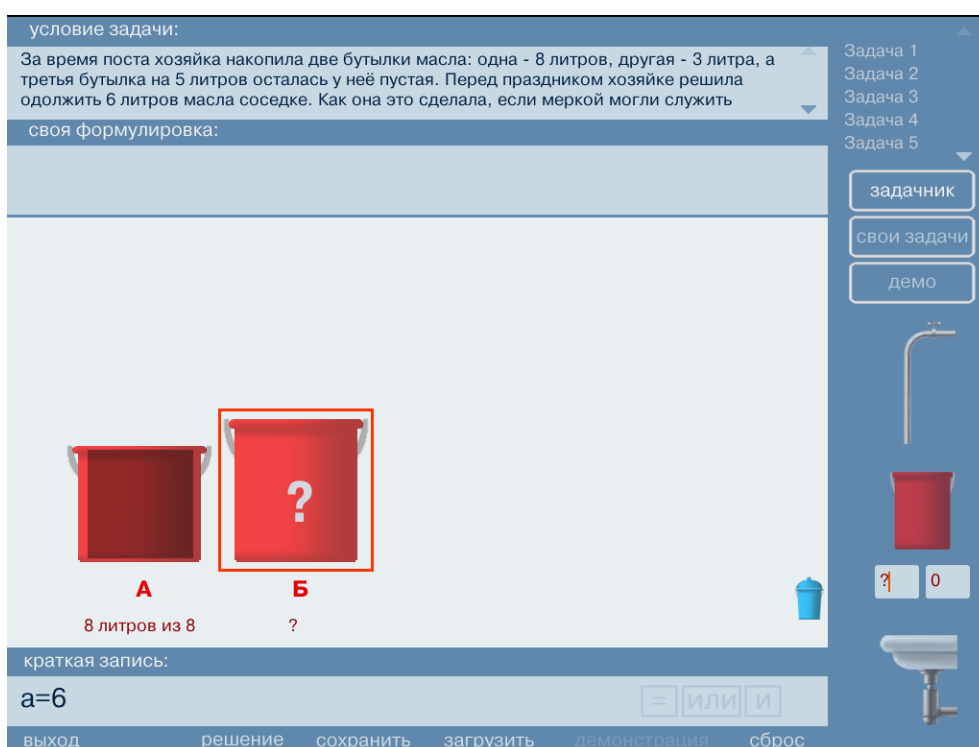 условие задачи:
За время поста хозяйка накопила две бутылки масла: одна - 8 литров, другая - 3 литра, а
третья бутылка на 5 литров осталась у неё пустая. Перед праздником хозяйке решила
одолжить 6 литров масла соседке. Как она это сделала, если меркой могли служить
своя формулировка:
Задача 1
Задача 2
Задача 3
Задача 4
Задача 5
задачник
свои задачи
демо
?
А
Б
8 литров из 8
?
? 0
краткая запись:
а=6
= или и
выход решение сохранить загрузить демонстрация сброс